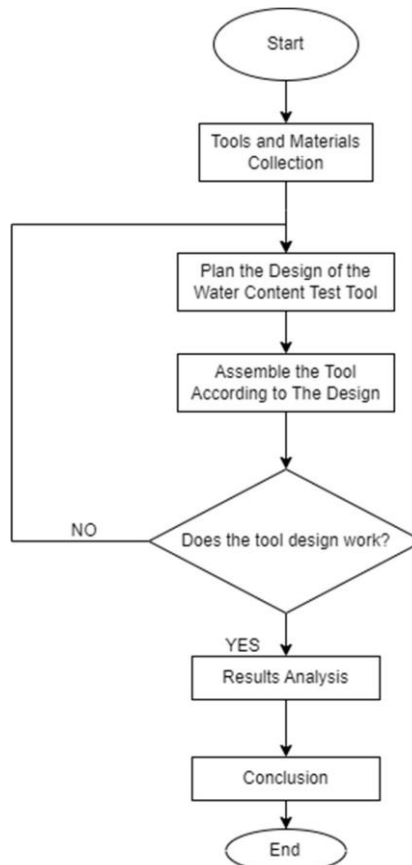 Start
Tools and Materials
Collection
Plan the Design of the
Water Content Test Tool
Assemble the Tool
According to The Design
NO
Does the tool design work?
YES
Results Analysis
Conclusion
End